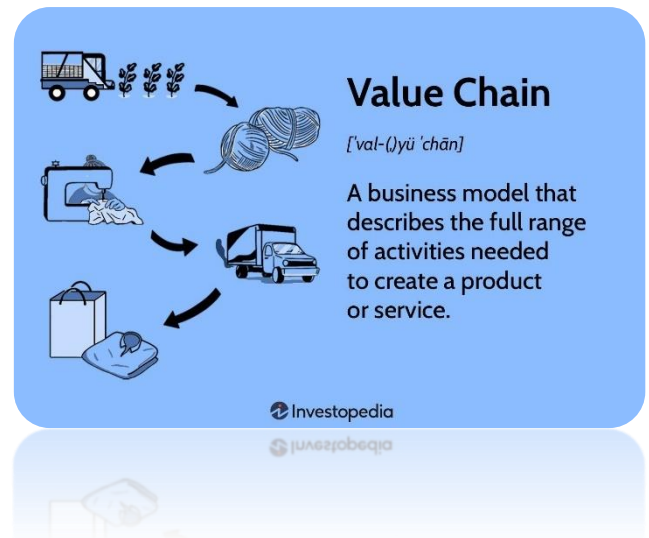 Value Chain
['val-(,)yü 'chān]
A business model that
describes the full range
of activities needed
to create a product
or service.
Investopedia